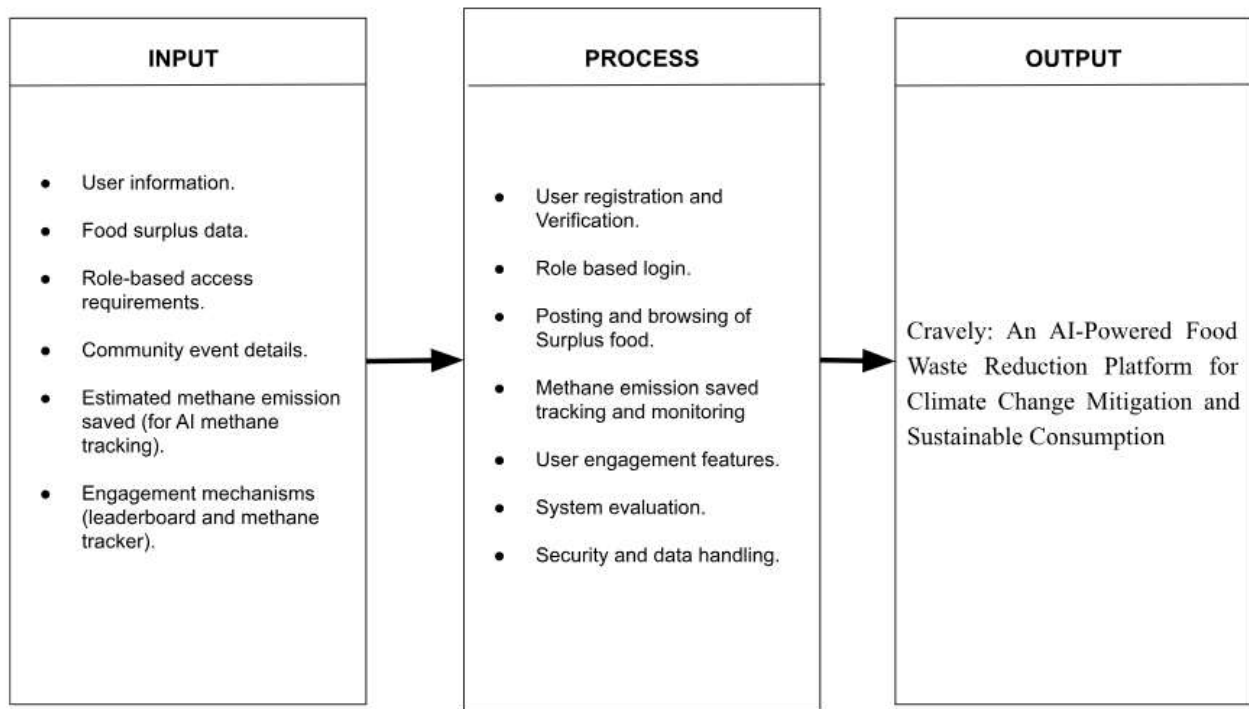 INPUT
User information.
Food surplus data.
Role-based access
requirements.
Community event details.
Estimated methane emission
saved (for AI methane
tracking).
Engagement mechanisms
(leaderboard and methane
tracker).
PROCESS
User registration and
Verification.
Role based login.
Posting and browsing of
Surplus food.
Methane emission saved
tracking and monitoring
User engagement features.
System evaluation.
Security and data handling.
OUTPUT
Cravely: An AI-Powered Food
Waste Reduction Platform for
Climate Change Mitigation and
Sustainable Consumption